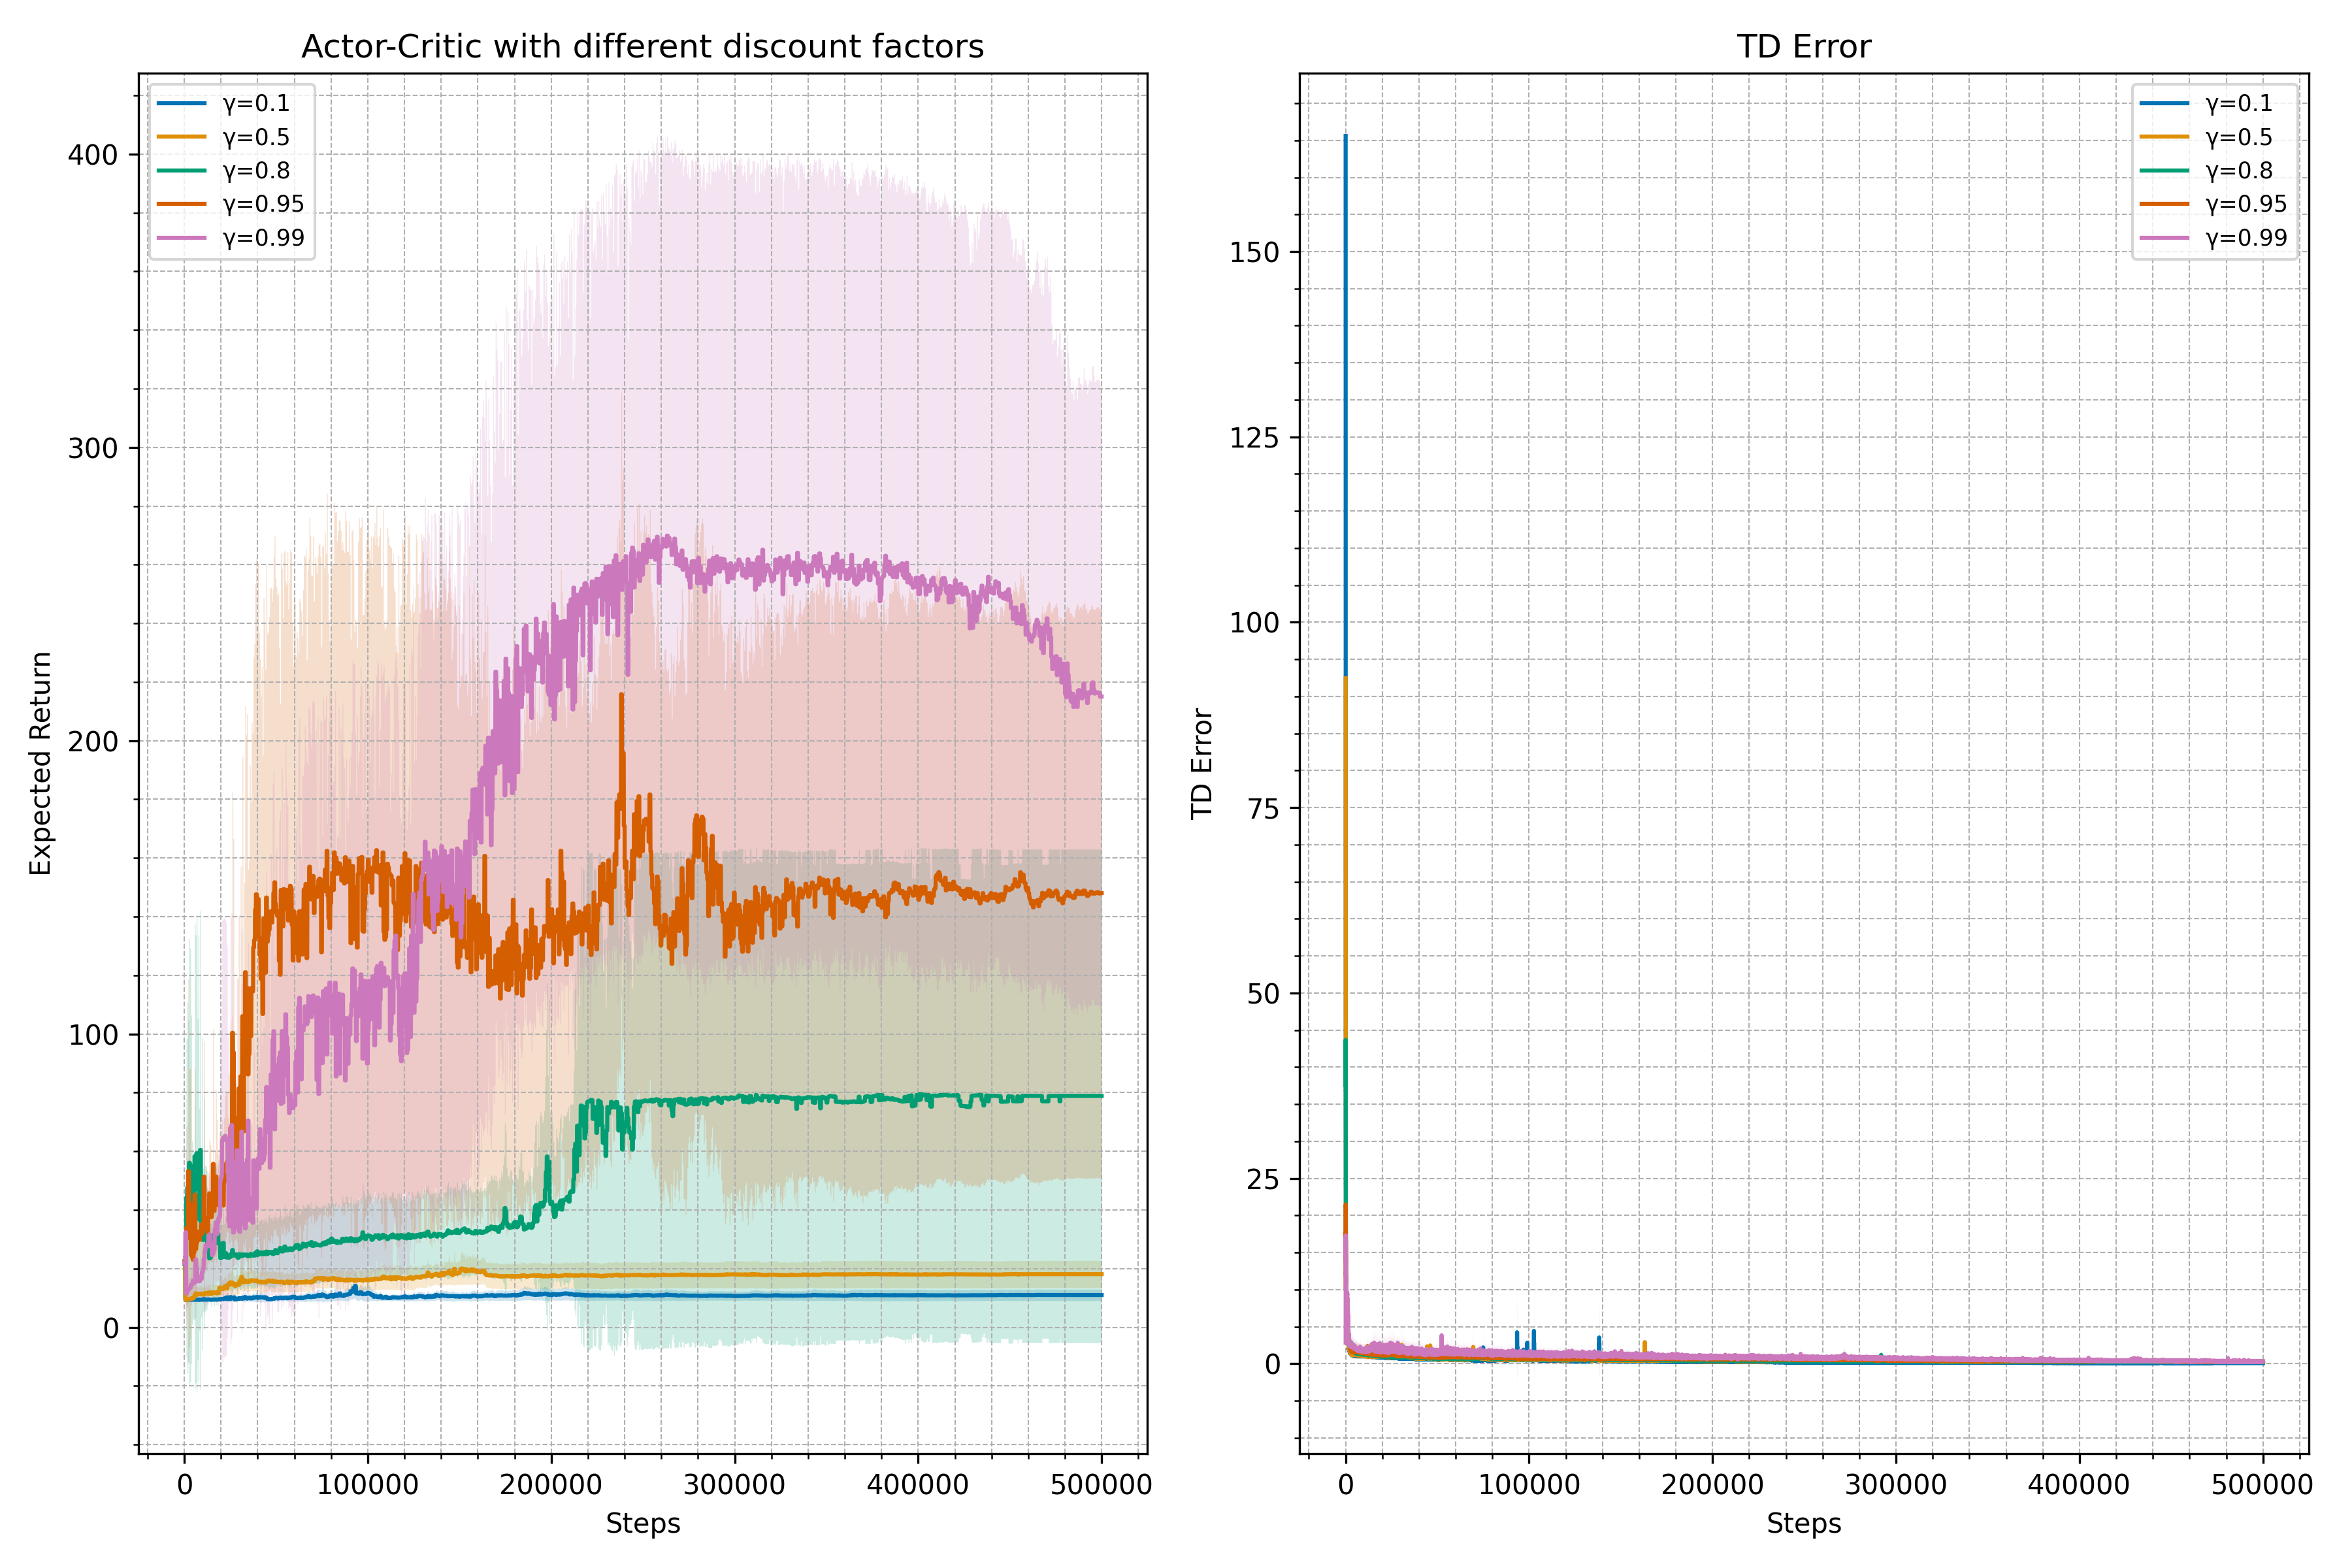 Actor-Critic with different discount factors
γ=0.1
γ=0.5
γ=0.8
γ=0.95
γ=0.99
400
300
200
100
0
Expected Return
0
100000
200000
300000
400000
500000
Steps
TD Error
γ=0.1
γ=0.5
γ=0.8
γ=0.95
γ=0.99
150
125
100
75
50
25
0
TD Error
0
100000
200000
300000
400000
500000
Steps